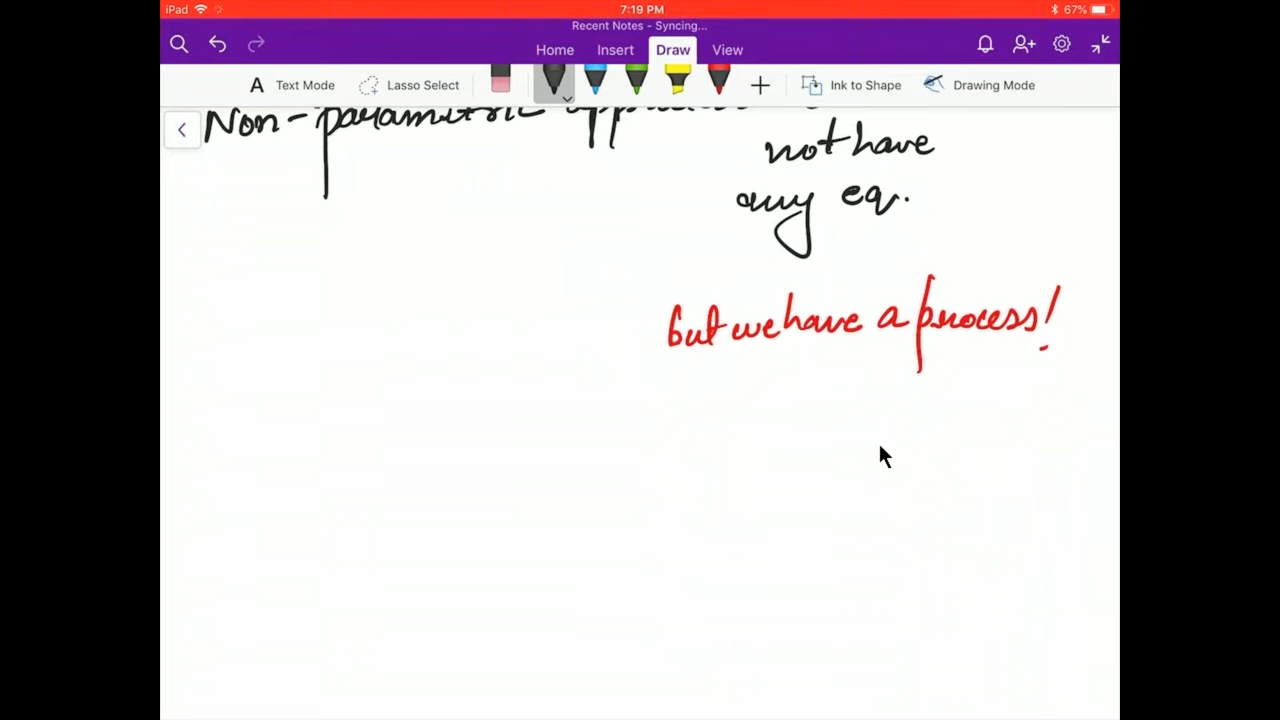 iPad 7:19 PM 67%
Recent Notes - Syncing...
Home Insert Draw View
A Text Mode Lasso Select Ink to Shape Drawing Mode
Non-parametric
not have
any eq.
but we have a process!